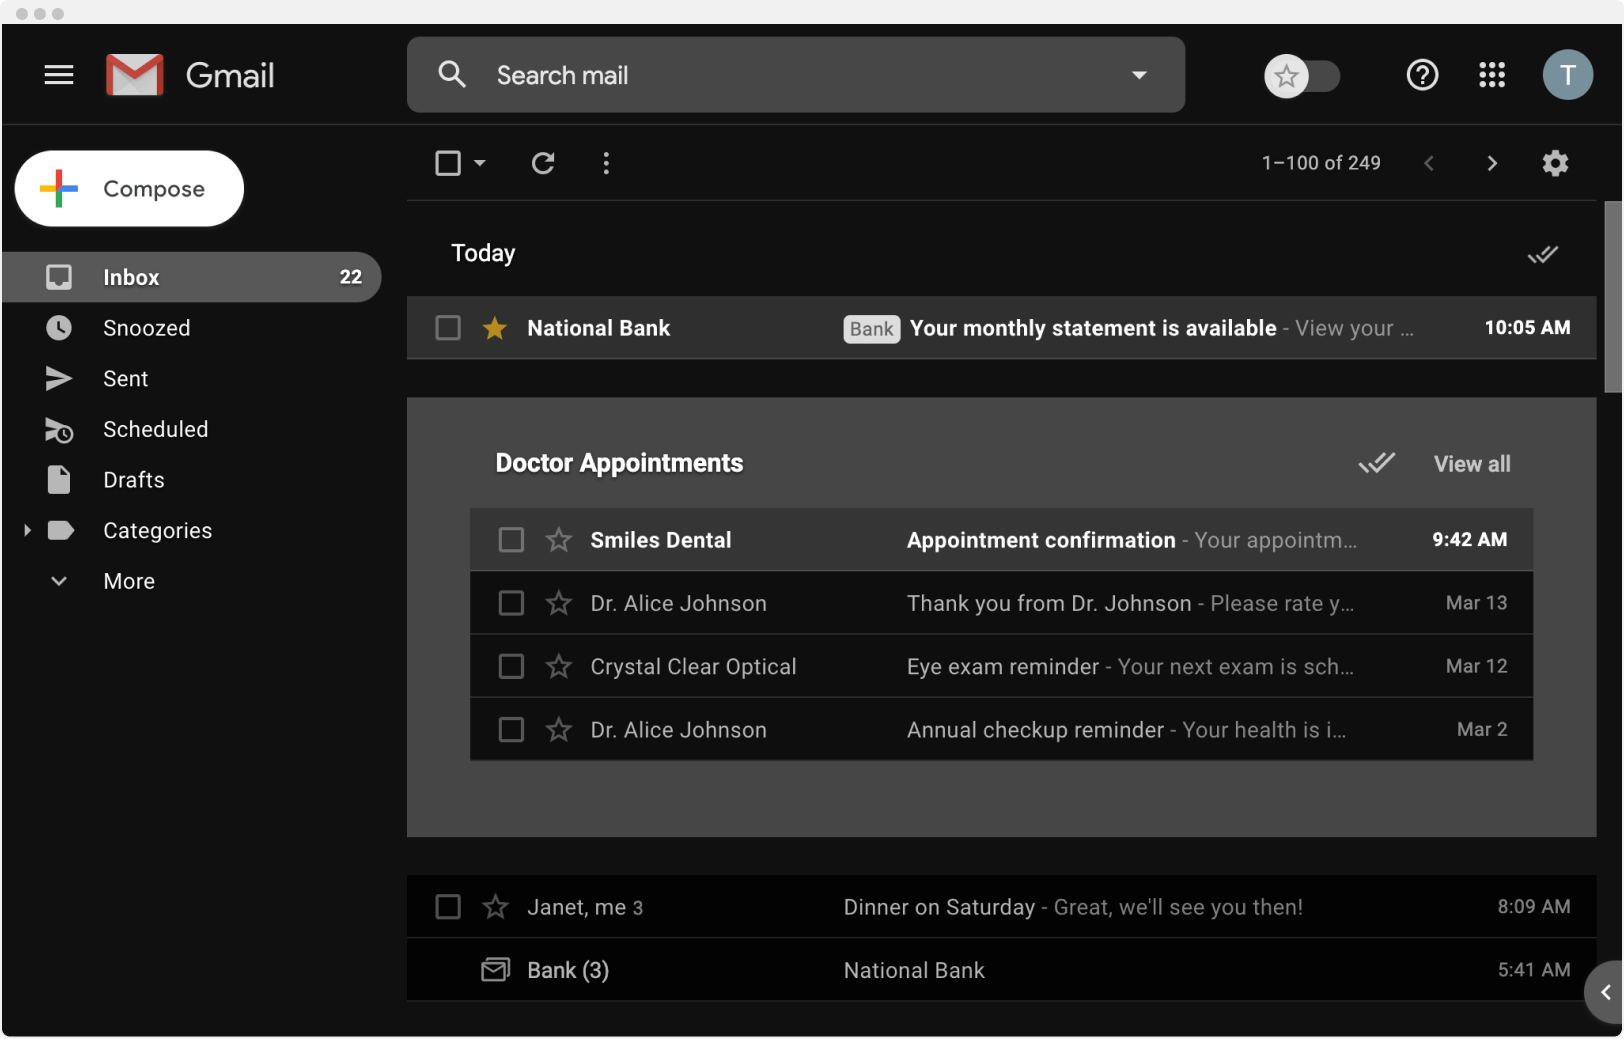 Gmail
Search mail
T
Compose
1–100 of 249
Inbox 22
Snoozed
Sent
Scheduled
Drafts
Categories
More
Today
National Bank Bank Your monthly statement is available - View your ... 10:05 AM
Doctor Appointments View all
Smiles Dental Appointment confirmation - Your appointm... 9:42 AM
Dr. Alice Johnson Thank you from Dr. Johnson - Please rate y... Mar 13
Crystal Clear Optical Eye exam reminder - Your next exam is sch... Mar 12
Dr. Alice Johnson Annual checkup reminder - Your health is i... Mar 2
Janet, me 3 Dinner on Saturday - Great, we'll see you then! 8:09 AM
Bank (3) National Bank 5:41 AM